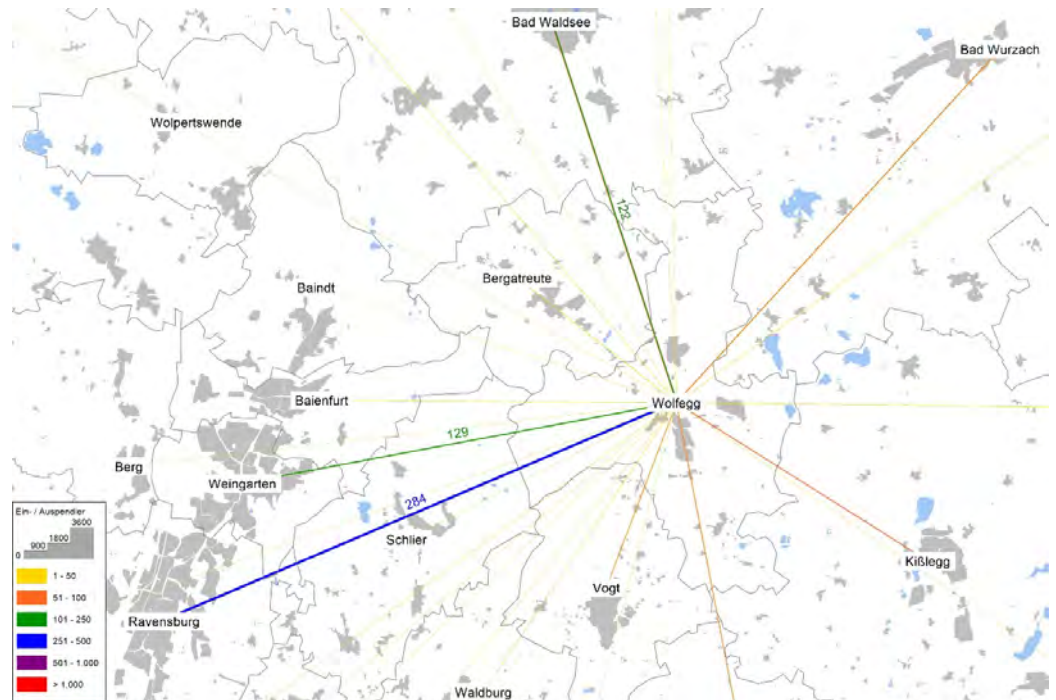 Bad Waldsee
Bad Wurzach
Wolpertswende
122
Bergatreute
Baindt
Baienfurt
Wolfegg
129
Berg
Weingarten
284
Schlier
Kißlegg
Vogt
Ravensburg
Waldburg
Ein- / Auspendler
3600
1800
900
0
1 - 50
51 - 100
101 - 250
251 - 500
501 - 1.000
> 1.000